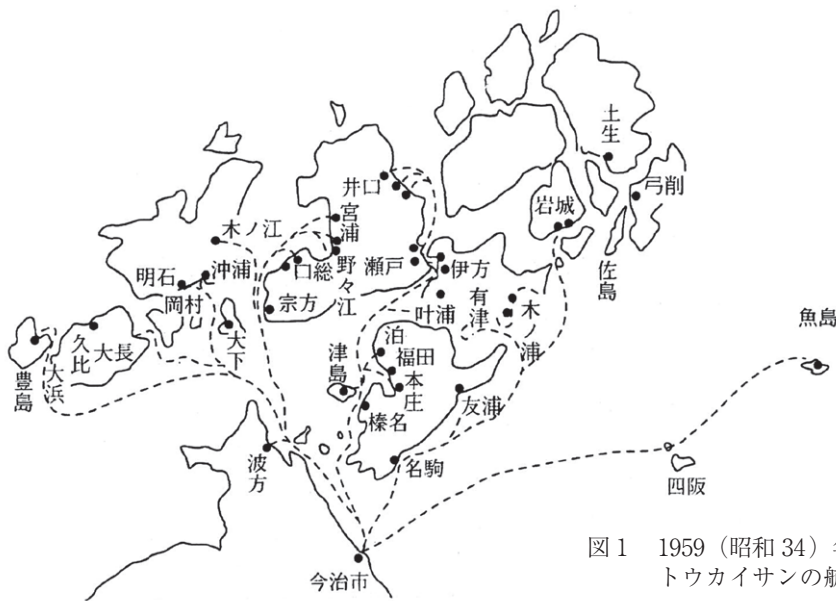 土生
弓削
井口
岩城
宮浦
木ノ江
佐島
野々江
瀬戸
伊方
明石
沖浦
口総
有津
木浦
岡村
宗方
叶浦
魚島
久比
大長
大下
泊
福田
津島
本庄
豊島
大浜
友浦
榛名
波方
名駒
四阪
今治市
図1 1959（昭和34）
トウカイサンの航